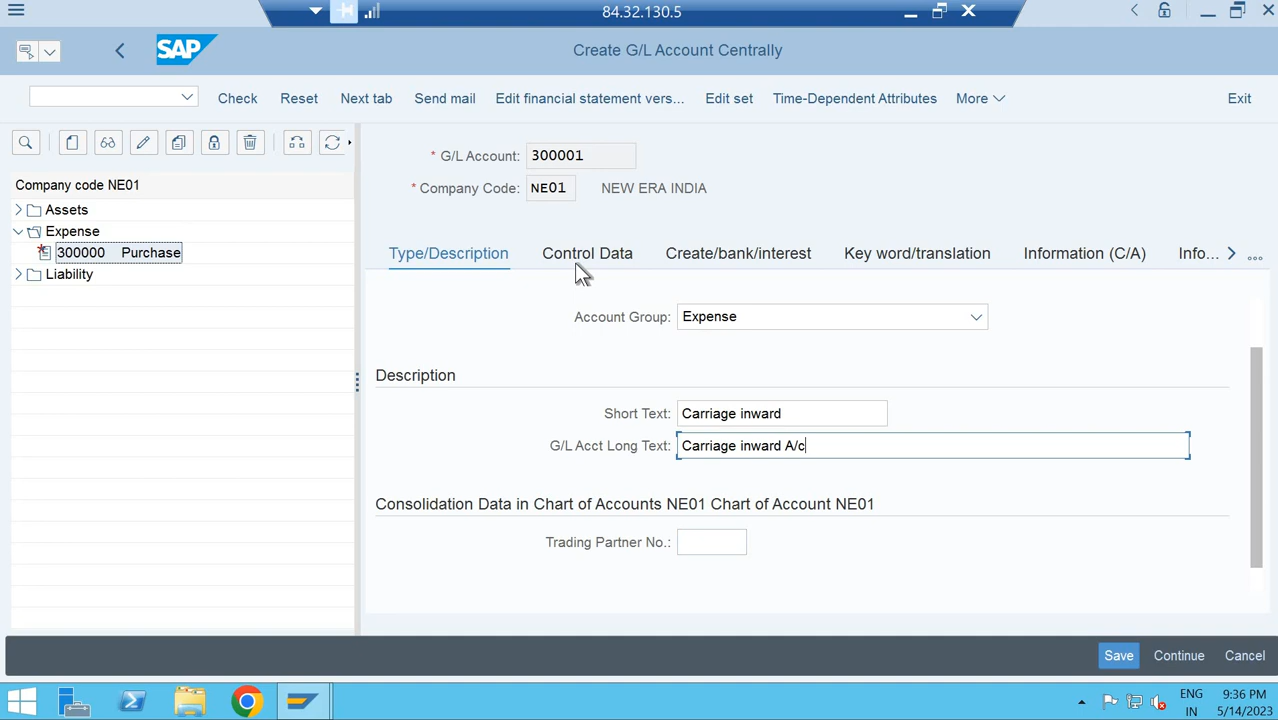 84.32.130.5
SAP
Create G/L Account Centrally
Check
Reset
Next tab
Send mail
Edit financial statement vers...
Edit set
Time-Dependent Attributes
More
Exit
* G/L Account: 300001
* Company Code: NE01 NEW ERA INDIA
Company code NE01
Assets
Expense
300000 Purchase
Liability
Type/Description
Control Data
Create/bank/interest
Key word/translation
Information (C/A)
Info...
...
Account Group: Expense
Description
Short Text: Carriage inward
G/L Acct Long Text: Carriage inward A/c
Consolidation Data in Chart of Accounts NE01 Chart of Account NE01
Trading Partner No.:
Save
Continue
Cancel
ENG
IN
9:36 PM
5/14/2023